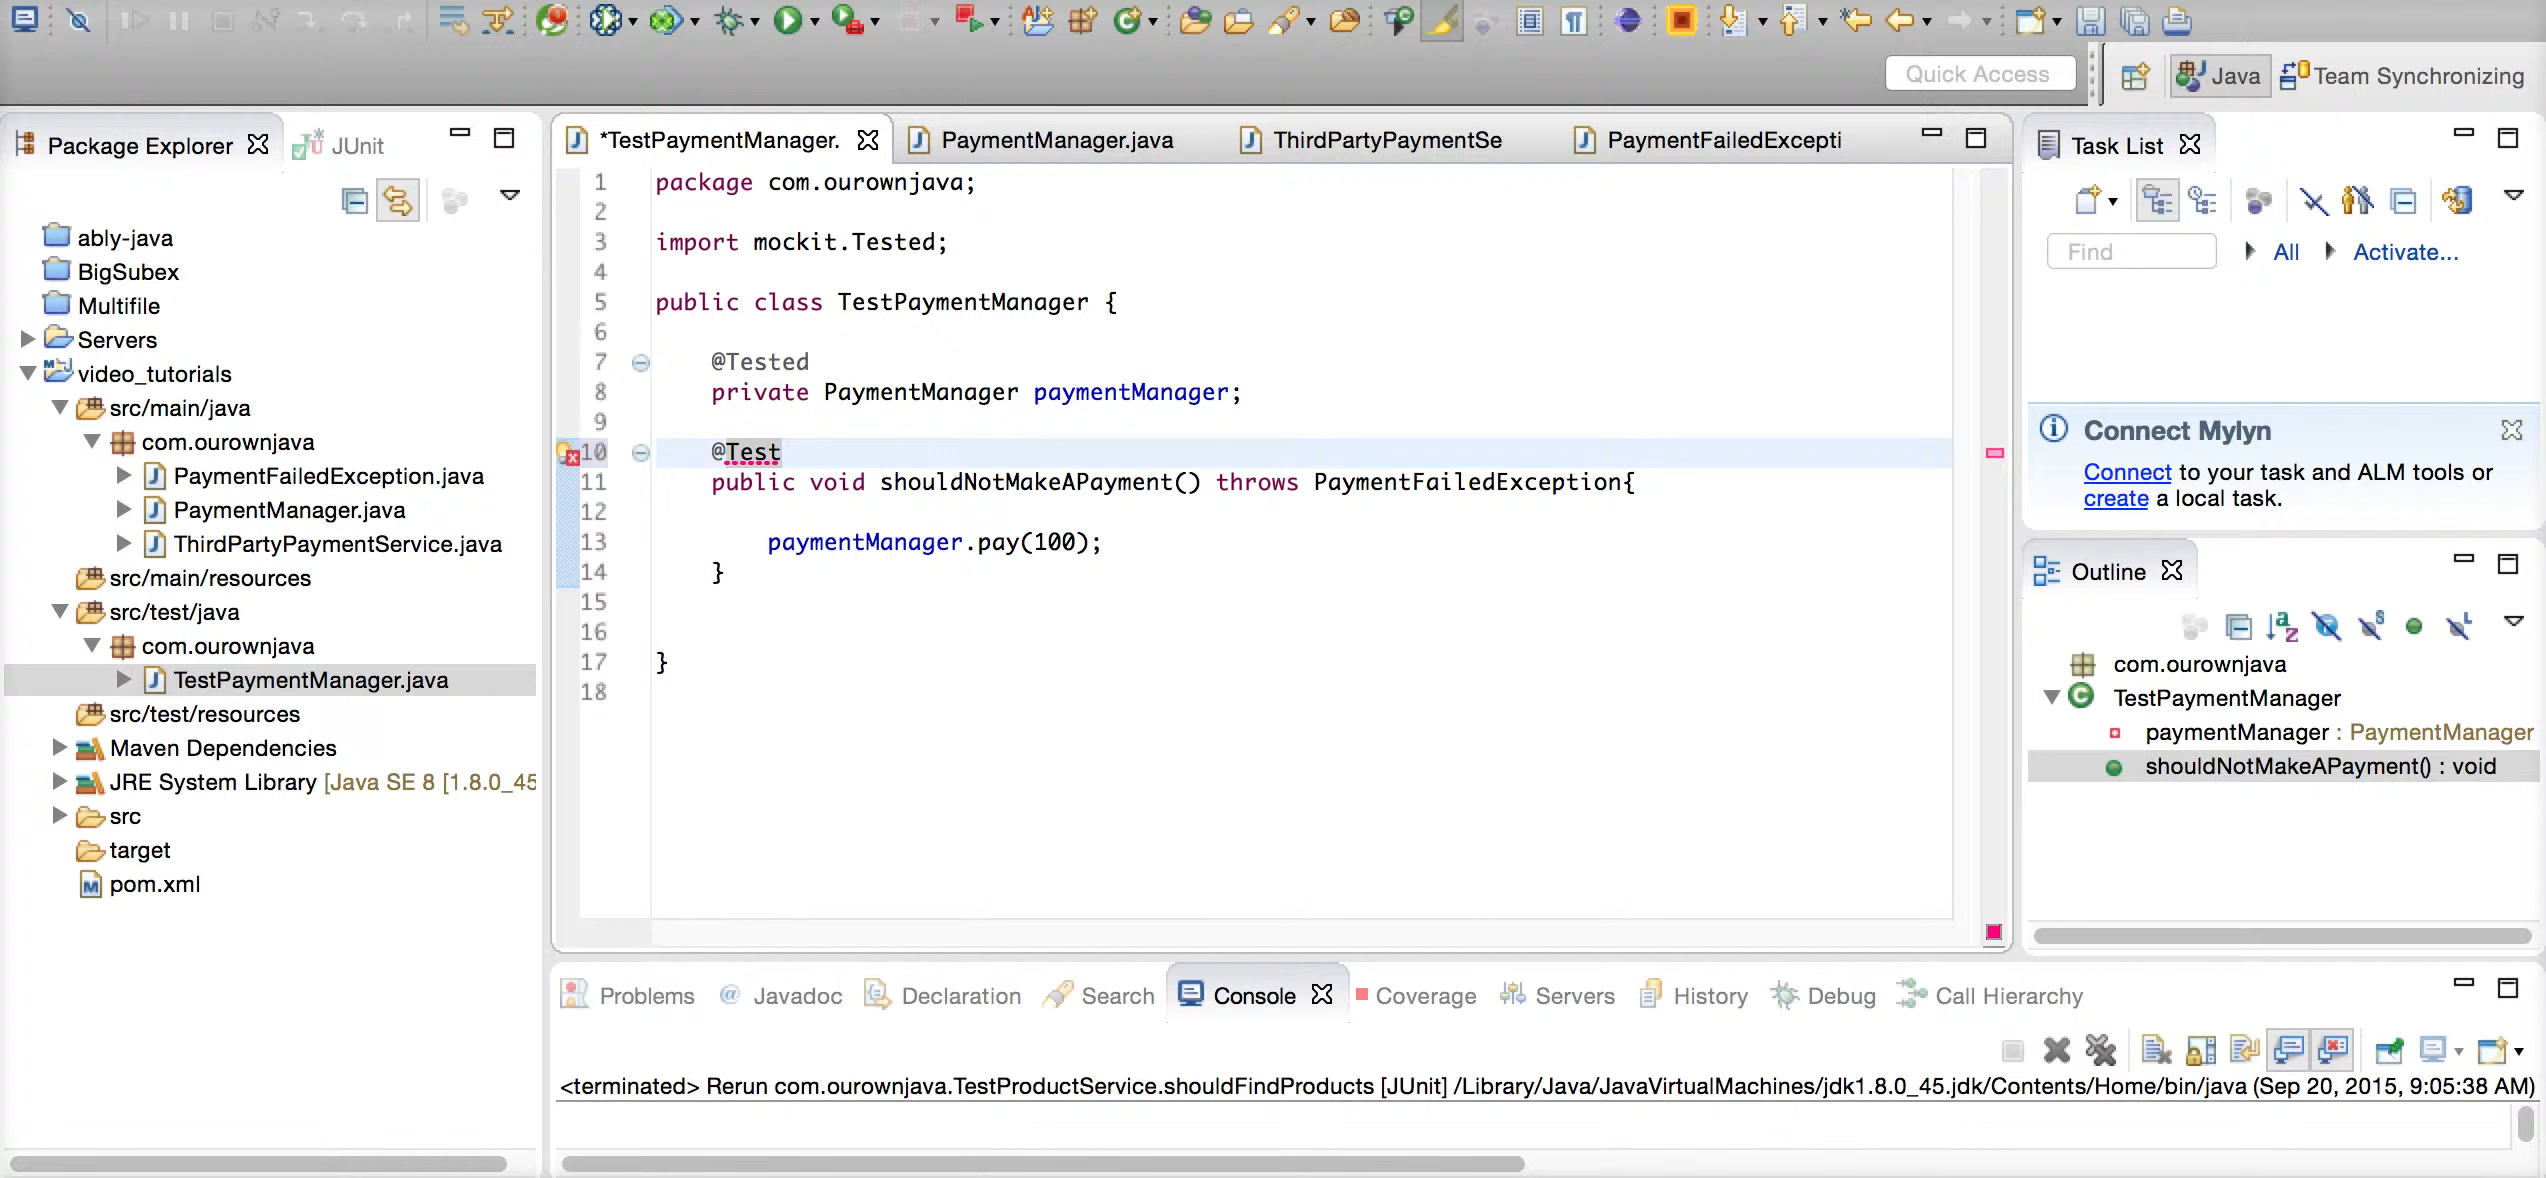 Quick Access
Java
Team Synchronizing
Package Explorer
JUnit
ably-java
BigSubex
Multifile
Servers
video_tutorials
src/main/java
com.ourownjava
PaymentFailedException.java
PaymentManager.java
ThirdPartyPaymentService.java
src/main/resources
src/test/java
com.ourownjava
TestPaymentManager.java
src/test/resources
Maven Dependencies
JRE System Library [Java SE 8 [1.8.0_45
src
target
pom.xml
*TestPaymentManager.
PaymentManager.java
ThirdPartyPaymentSe
PaymentFailedExcepti
1 package com.ourownjava;
2
3 import mockit.Tested;
4
5 public class TestPaymentManager {
6
7 @Tested
8 private PaymentManager paymentManager;
9
10 @Test
11 public void shouldNotMakeAPayment() throws PaymentFailedException{
12
13 paymentManager.pay(100);
14 }
15
16
17 }
18
Task List
Find
All
Activate...
Connect Mylyn
Connect to your task and ALM tools or
create a local task.
Outline
com.ourownjava
TestPaymentManager
paymentManager : PaymentManager
shouldNotMakeAPayment() : void
Problems
Javadoc
Declaration
Search
Console
Coverage
Servers
History
Debug
Call Hierarchy
<terminated> Rerun com.ourownjava.TestProductService.shouldFindProducts [JUnit] /Library/Java/JavaVirtualMachines/jdk1.8.0_45.jdk/Contents/Home/bin/java (Sep 20, 2015, 9:05:38 AM)